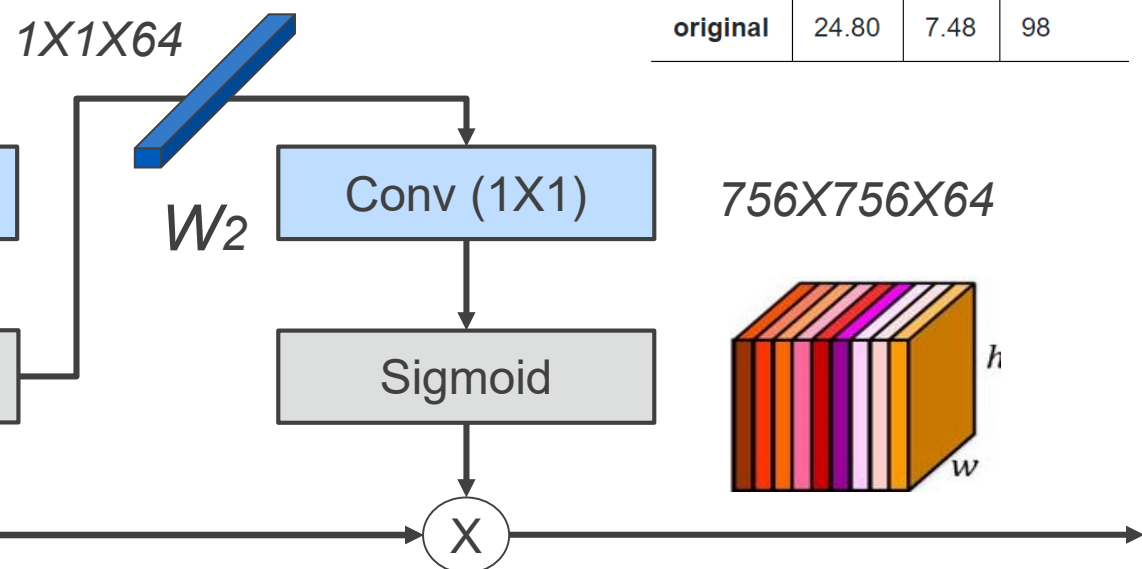 1X1X64
original 24.80 7.48 98
Conv (1X1)
756X756X64
W2
Sigmoid
h
w
X